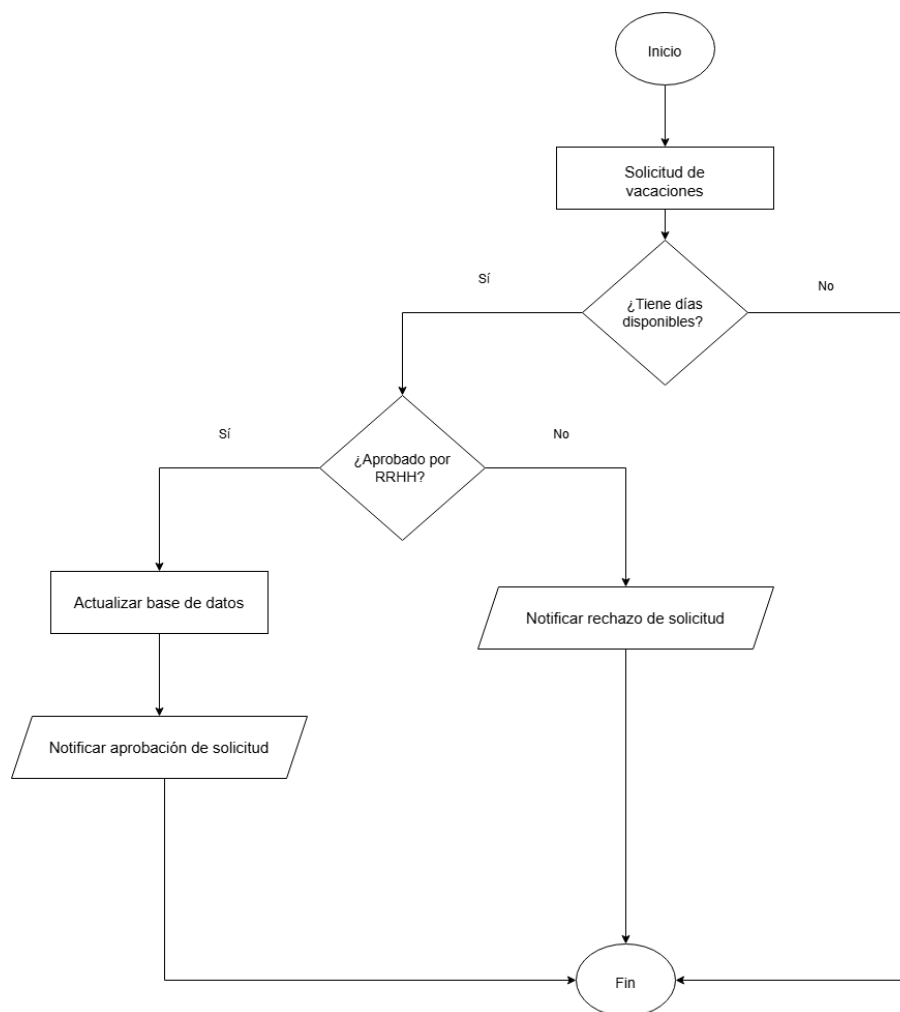 Inicio
Solicitud de
vacaciones
Sí
¿Tiene días
disponibles?
No
Sí
¿Aprobado por
RRHH?
No
Actualizar base de datos
Notificar rechazo de solicitud
Notificar aprobación de solicitud
Fin